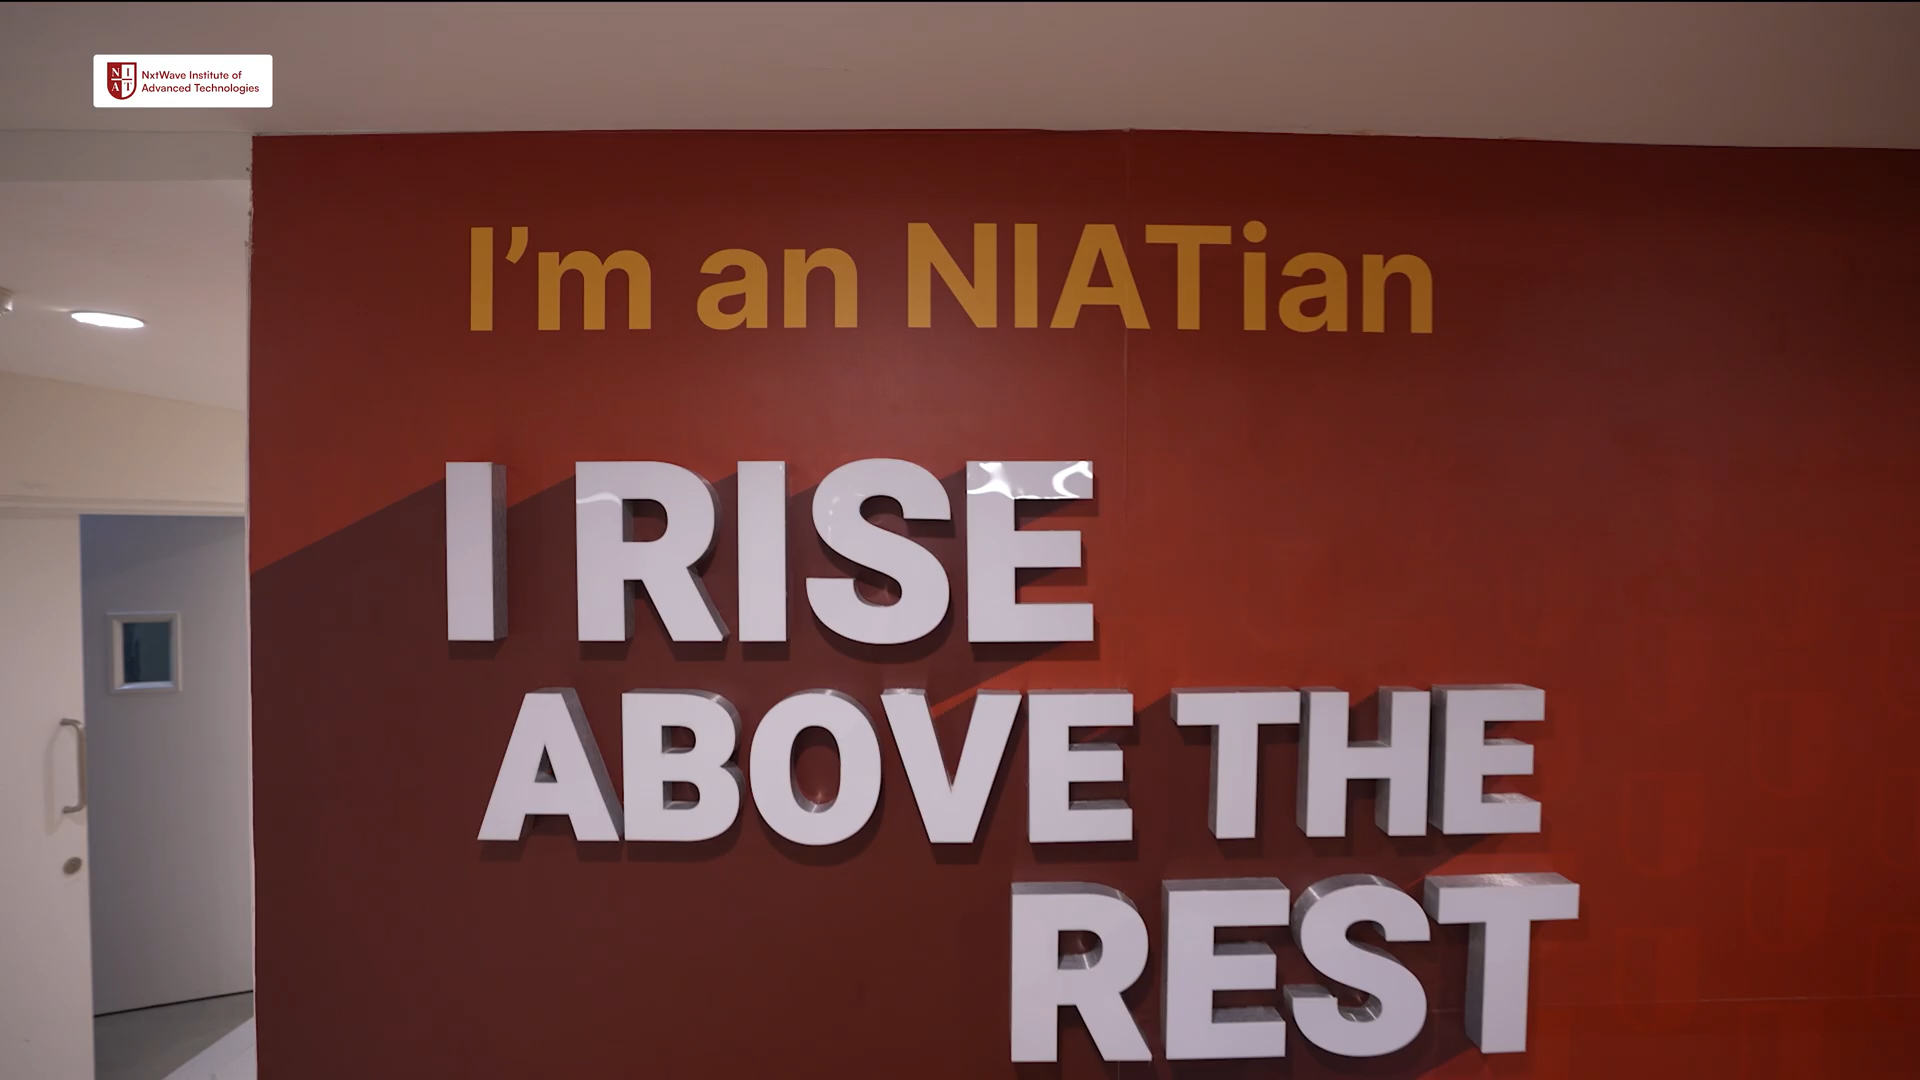 N I
A T
NxtWave Institute of
Advanced Technologies
I'm an NIATian
I RISE
ABOVE THE
REST